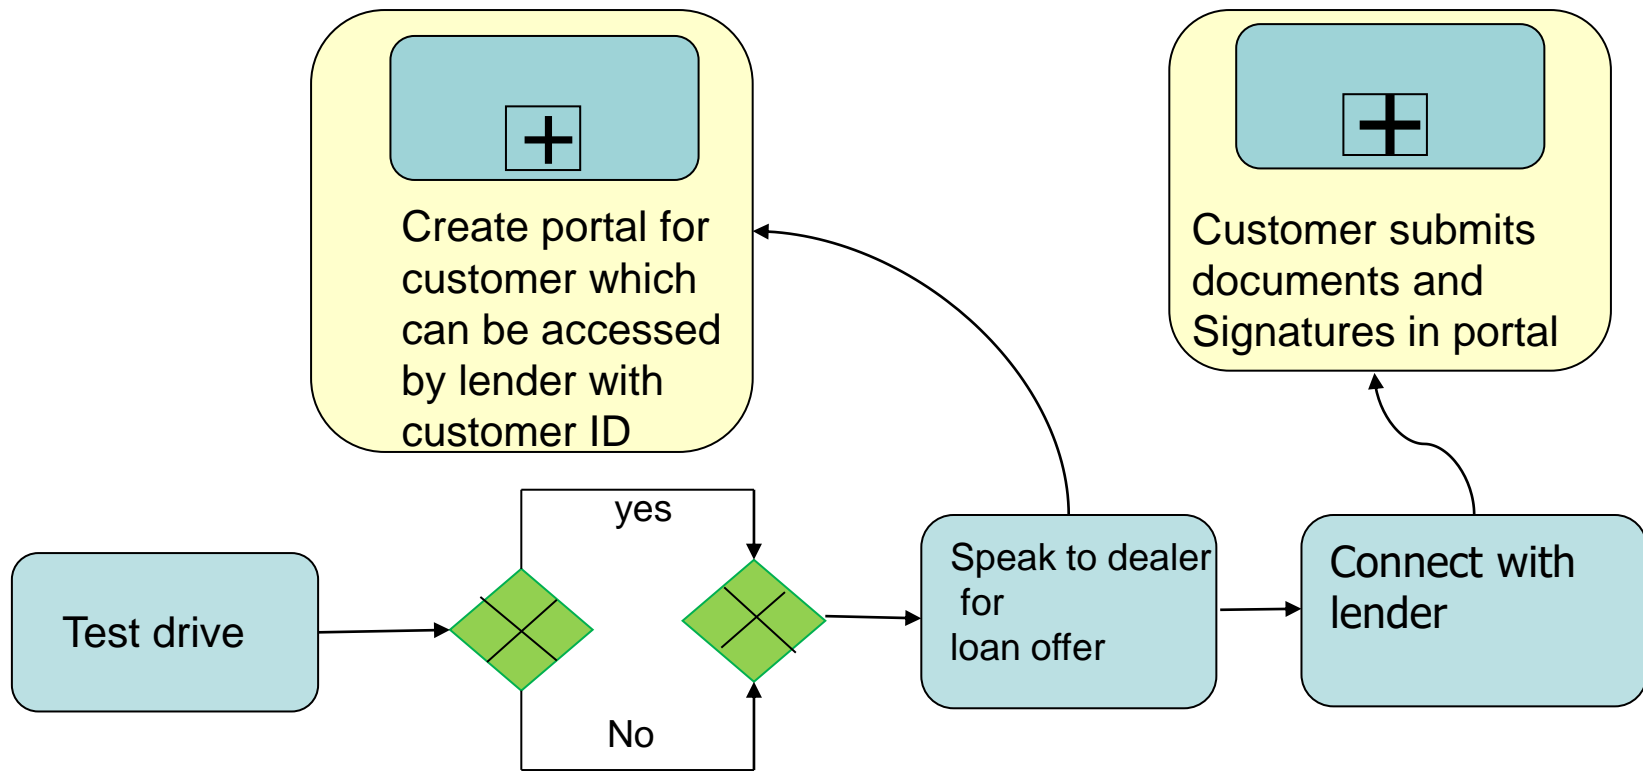 Create portal for
customer which
can be accessed
by lender with
customer ID
Customer submits
documents and
Signatures in portal
yes
Test drive
No
Speak to dealer
for
loan offer
Connect with
lender